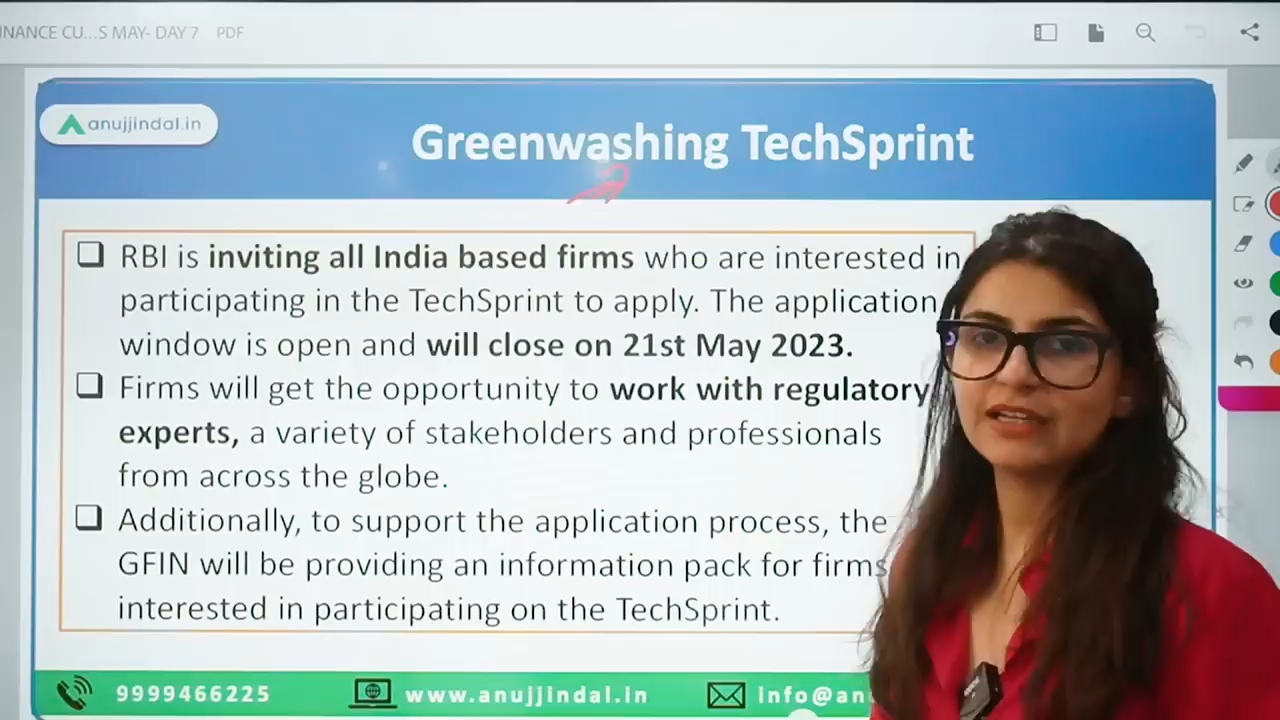 INANCE CU...S MAY- DAY 7 PDF
anujjindal.in
Greenwashing TechSprint
RBI is inviting all India based firms who are interested in
participating in the TechSprint to apply. The application
window is open and will close on 21st May 2023.
Firms will get the opportunity to work with regulatory
experts, a variety of stakeholders and professionals
from across the globe.
Additionally, to support the application process, the
GFIN will be providing an information pack for firms
interested in participating on the TechSprint.
9999466225 www.anujjindal.in info@an